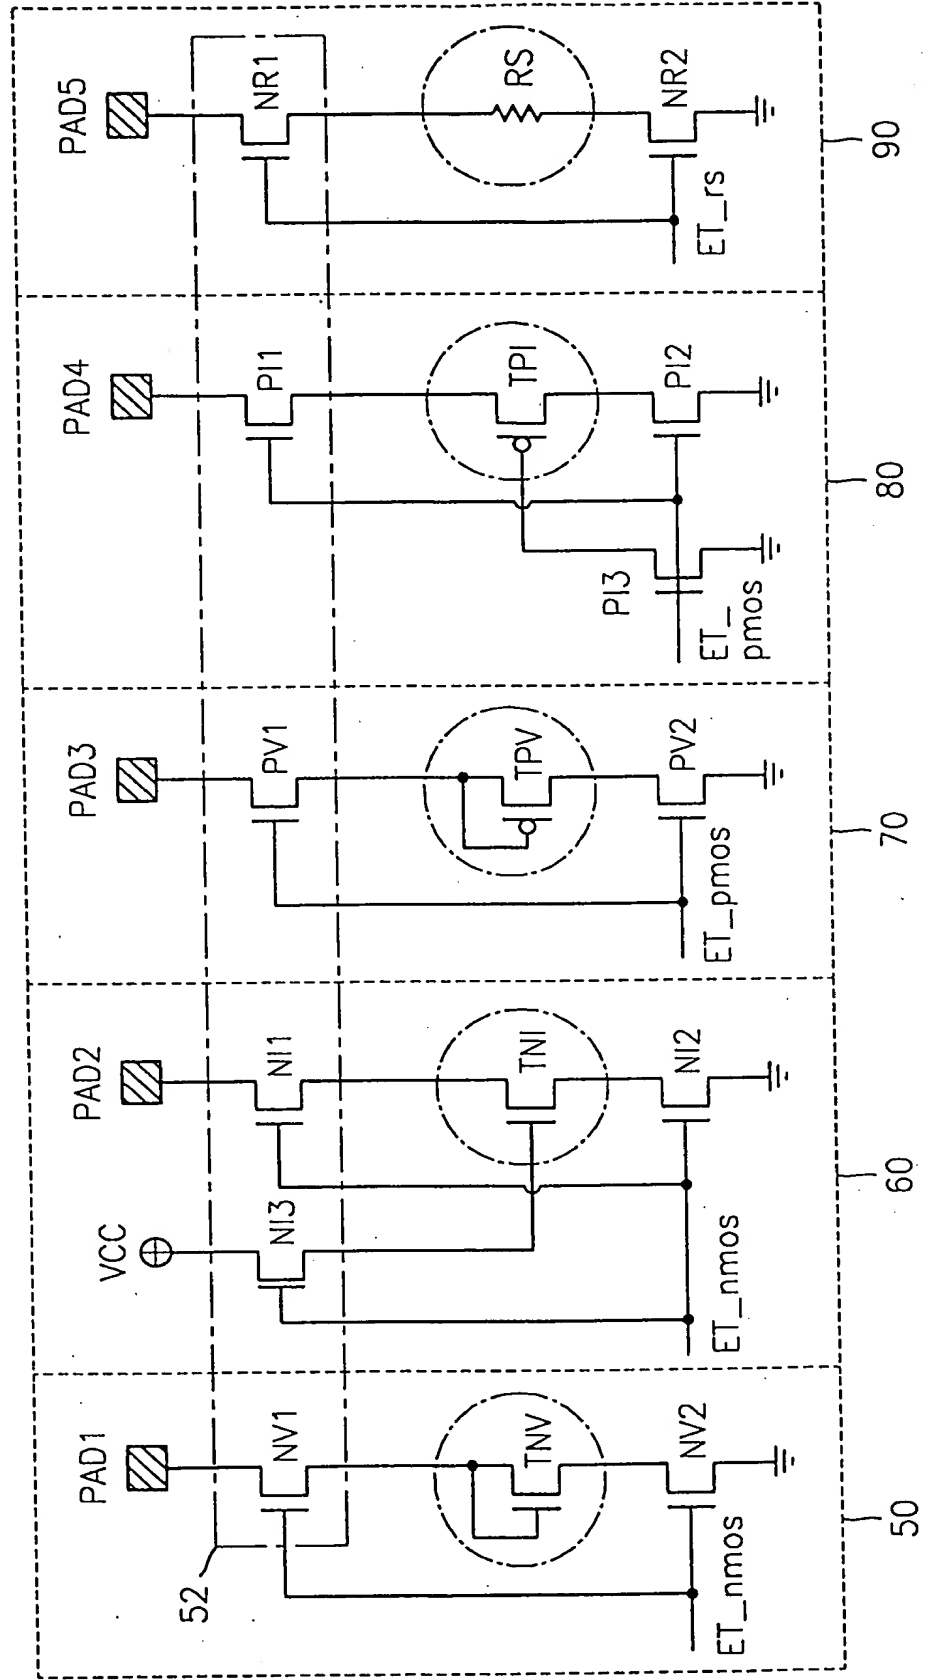 PAD1
NV1
TNV
NV2
ET_nmos
52
50
PAD2
VCC
NI1
NI3
TNI
NI2
ET_nmos
60
PAD3
PV1
TPV
PV2
ET_pmos
70
PAD4
PI1
TPI
PI2
PI3
ET_
pmos
80
PAD5
NR1
RS
NR2
ET_rs
90